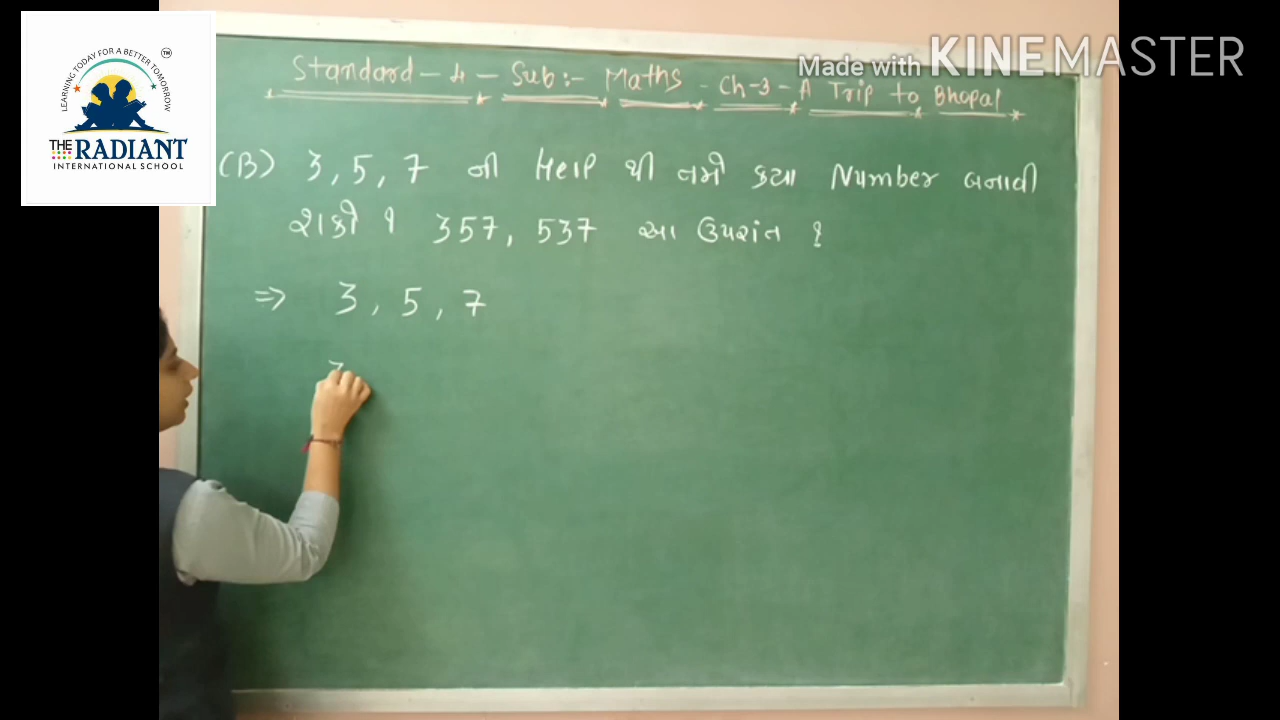 LEARNING TODAY FOR A BETTER TOMORROW
TM
THE RADIANT
INTERNATIONAL SCHOOL
Made with KINEMASTER
Standard - 4 - Sub:- Maths - Ch-3 - A Trip to Bhopal
(B) 3, 5, 7 ની Help થી તમે કયા Number બનાવી
શકો ? 357, 537 આ ઉપરાંત ?
⇒ 3, 5, 7